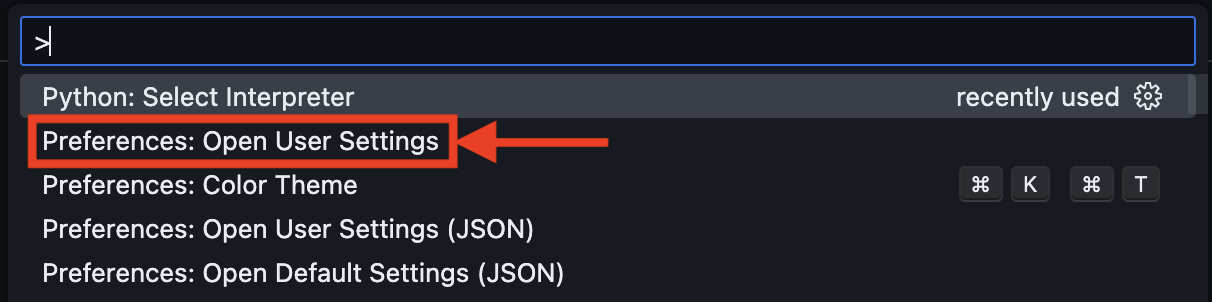 >
Python: Select Interpreter recently used
Preferences: Open User Settings
Preferences: Color Theme ⌘ K ⌘ T
Preferences: Open User Settings (JSON)
Preferences: Open Default Settings (JSON)